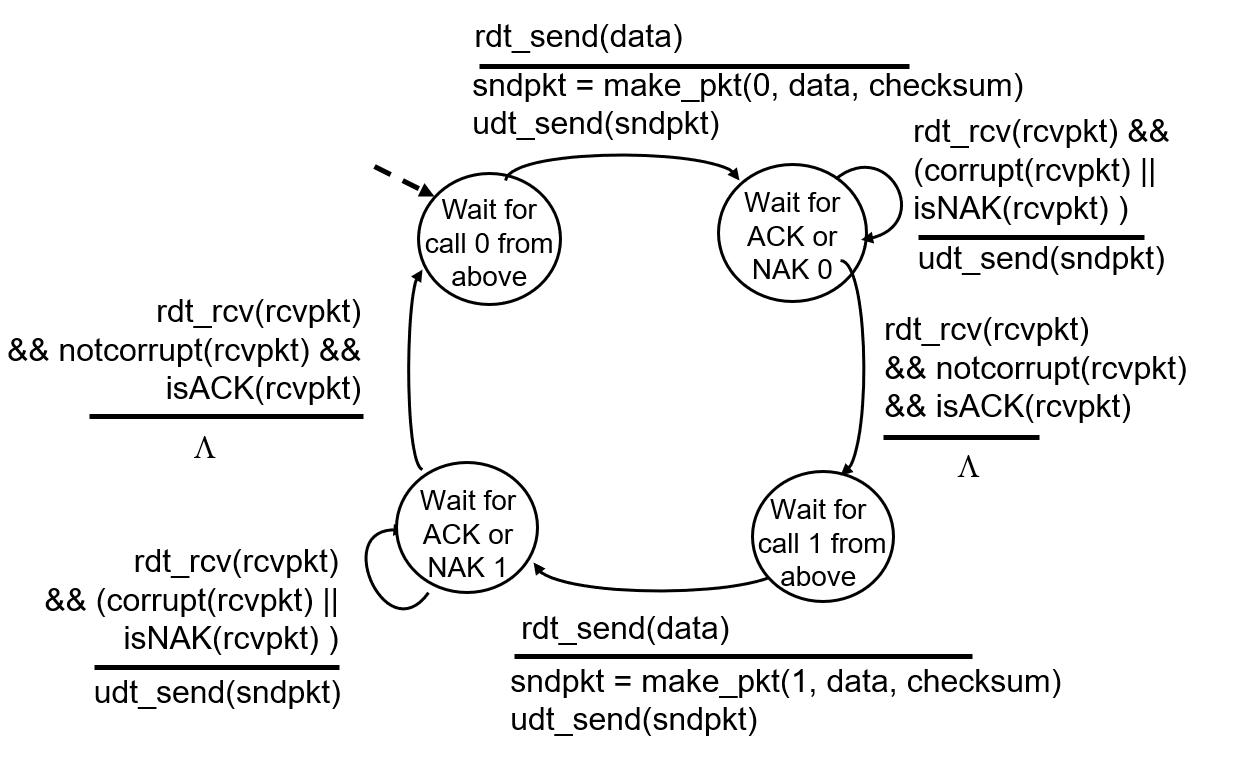 rdt_send(data)
sndpkt = make_pkt(0, data, checksum)
udt_send(sndpkt)
rdt_rcv(rcvpkt) &&
(corrupt(rcvpkt) ||
isNAK(rcvpkt) )
udt_send(sndpkt)
Wait for
call 0 from
above
Wait for
ACK or
NAK 0
rdt_rcv(rcvpkt)
&& notcorrupt(rcvpkt) &&
isACK(rcvpkt)
Λ
rdt_rcv(rcvpkt)
&& notcorrupt(rcvpkt)
&& isACK(rcvpkt)
Λ
Wait for
ACK or
NAK 1
Wait for
call 1 from
above
rdt_rcv(rcvpkt)
&& (corrupt(rcvpkt) ||
isNAK(rcvpkt) )
udt_send(sndpkt)
rdt_send(data)
sndpkt = make_pkt(1, data, checksum)
udt_send(sndpkt)